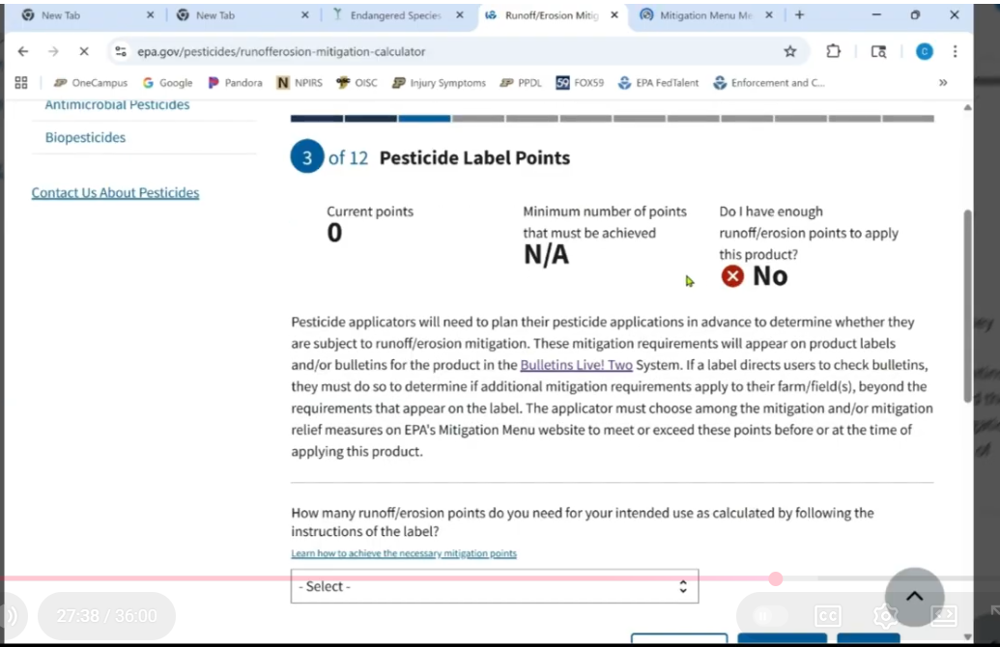 New Tab
New Tab
Endangered Species
Runoff/Erosion Mitig
Mitigation Menu Me
epa.gov/pesticides/runofferosion-mitigation-calculator
C
OneCampus
Google
Pandora
NPIRS
OISC
Injury Symptoms
PPDL
FOX59
EPA FedTalent
Enforcement and C...
Antimicrobial Pesticides
Biopesticides
Contact Us About Pesticides
3 of 12 Pesticide Label Points
Current points
0
Minimum number of points
that must be achieved
N/A
Do I have enough
runoff/erosion points to apply
this product?
No
Pesticide applicators will need to plan their pesticide applications in advance to determine whether they
are subject to runoff/erosion mitigation. These mitigation requirements will appear on product labels
and/or bulletins for the product in the Bulletins Live! Two System. If a label directs users to check bulletins,
they must do so to determine if additional mitigation requirements apply to their farm/field(s), beyond the
requirements that appear on the label. The applicator must choose among the mitigation and/or mitigation
relief measures on EPA's Mitigation Menu website to meet or exceed these points before or at the time of
applying this product.
How many runoff/erosion points do you need for your intended use as calculated by following the
instructions of the label?
Learn how to achieve the necessary mitigation points
- Select -
27:38 / 36:00
CC